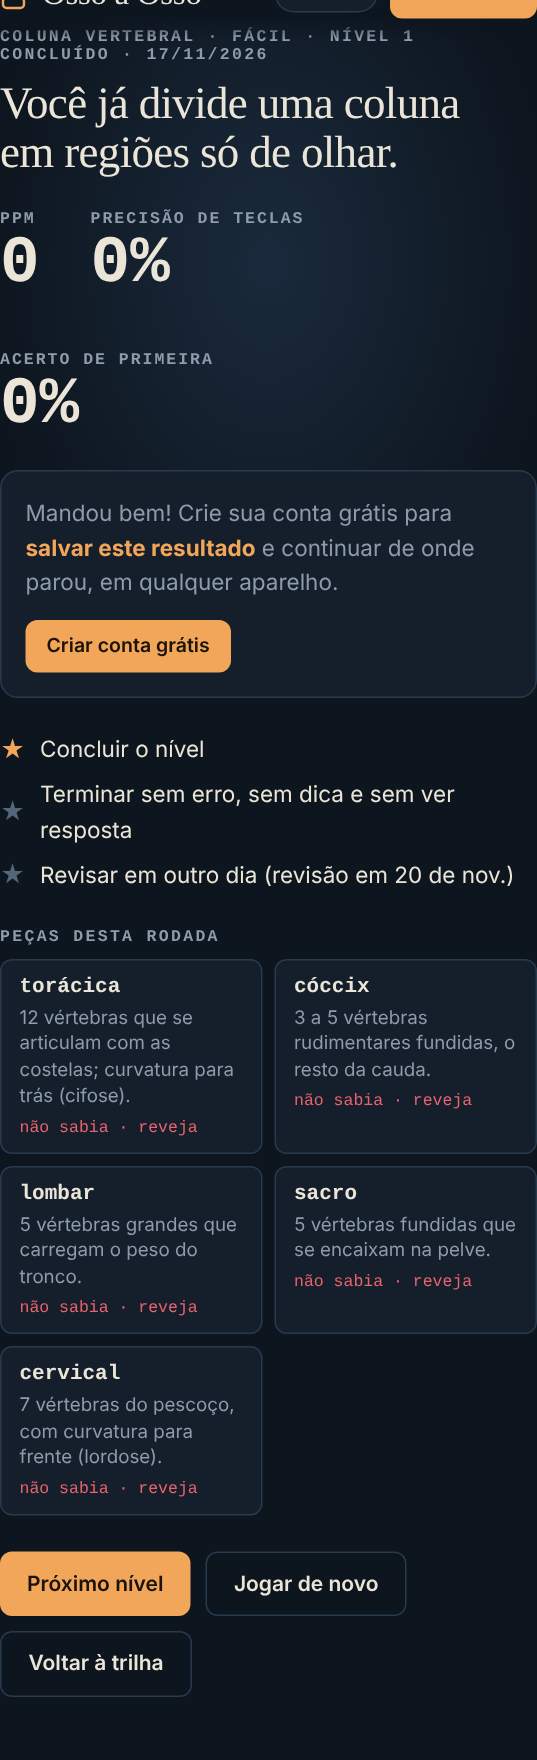 Osso a Osso
COLUNA VERTEBRAL · FÁCIL · NÍVEL 1
CONCLUÍDO · 17/11/2026
Você já divide uma coluna
em regiões só de olhar.
PPM
0
PRECISÃO DE TECLAS
0%
ACERTO DE PRIMEIRA
0%
Mandou bem! Crie sua conta grátis para
salvar este resultado e continuar de onde
parou, em qualquer aparelho.
Criar conta grátis
★ Concluir o nível
★ Terminar sem erro, sem dica e sem ver
resposta
★ Revisar em outro dia (revisão em 20 de nov.)
PEÇAS DESTA RODADA
torácica
12 vértebras que se
articulam com as
costelas; curvatura para
trás (cifose).
não sabia · reveja
cóccix
3 a 5 vértebras
rudimentares fundidas, o
resto da cauda.
não sabia · reveja
lombar
5 vértebras grandes que
carregam o peso do
tronco.
não sabia · reveja
sacro
5 vértebras fundidas que
se encaixam na pelve.
não sabia · reveja
cervical
7 vértebras do pescoço,
com curvatura para
frente (lordose).
não sabia · reveja
Próximo nível
Jogar de novo
Voltar à trilha